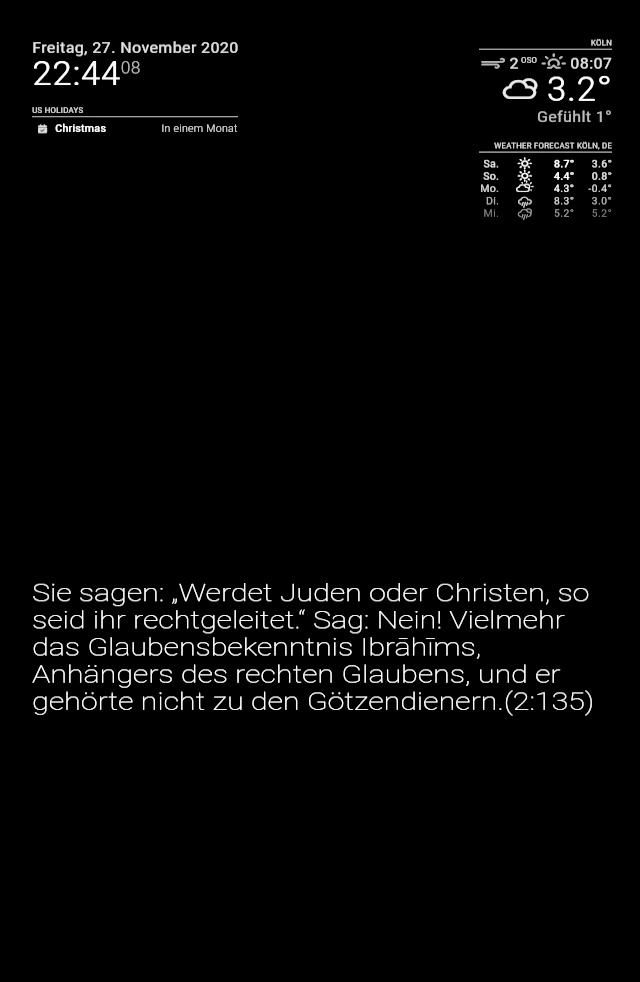 Freitag, 27. November 2020
22:44 08
US HOLIDAYS
Christmas In einem Monat
KÖLN
2 OSO 08:07
3.2°
Gefühlt 1°
WEATHER FORECAST KÖLN, DE
Sa. 8.7° 3.6°
So. 4.4° 0.8°
Mo. 4.3° -0.4°
Di. 8.3° 3.0°
Mi. 5.2° 5.2°
Sie sagen: „Werdet Juden oder Christen, so
seid ihr rechtgeleitet.“ Sag: Nein! Vielmehr
das Glaubensbekenntnis Ibrāhīms,
Anhängers des rechten Glaubens, und er
gehörte nicht zu den Götzendienern.(2:135)